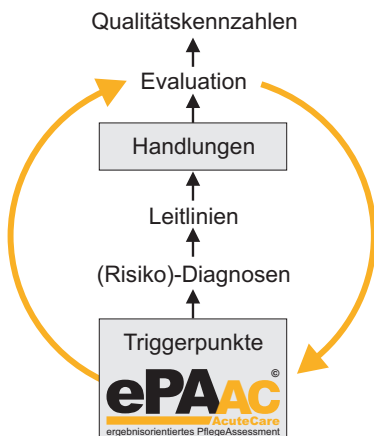 Qualitätskennzahlen
Evaluation
Handlungen
Leitlinien
(Risiko)-Diagnosen
Triggerpunkte
ePAAC©
AcuteCare
ergebnisorientiertes PflegeAssessment